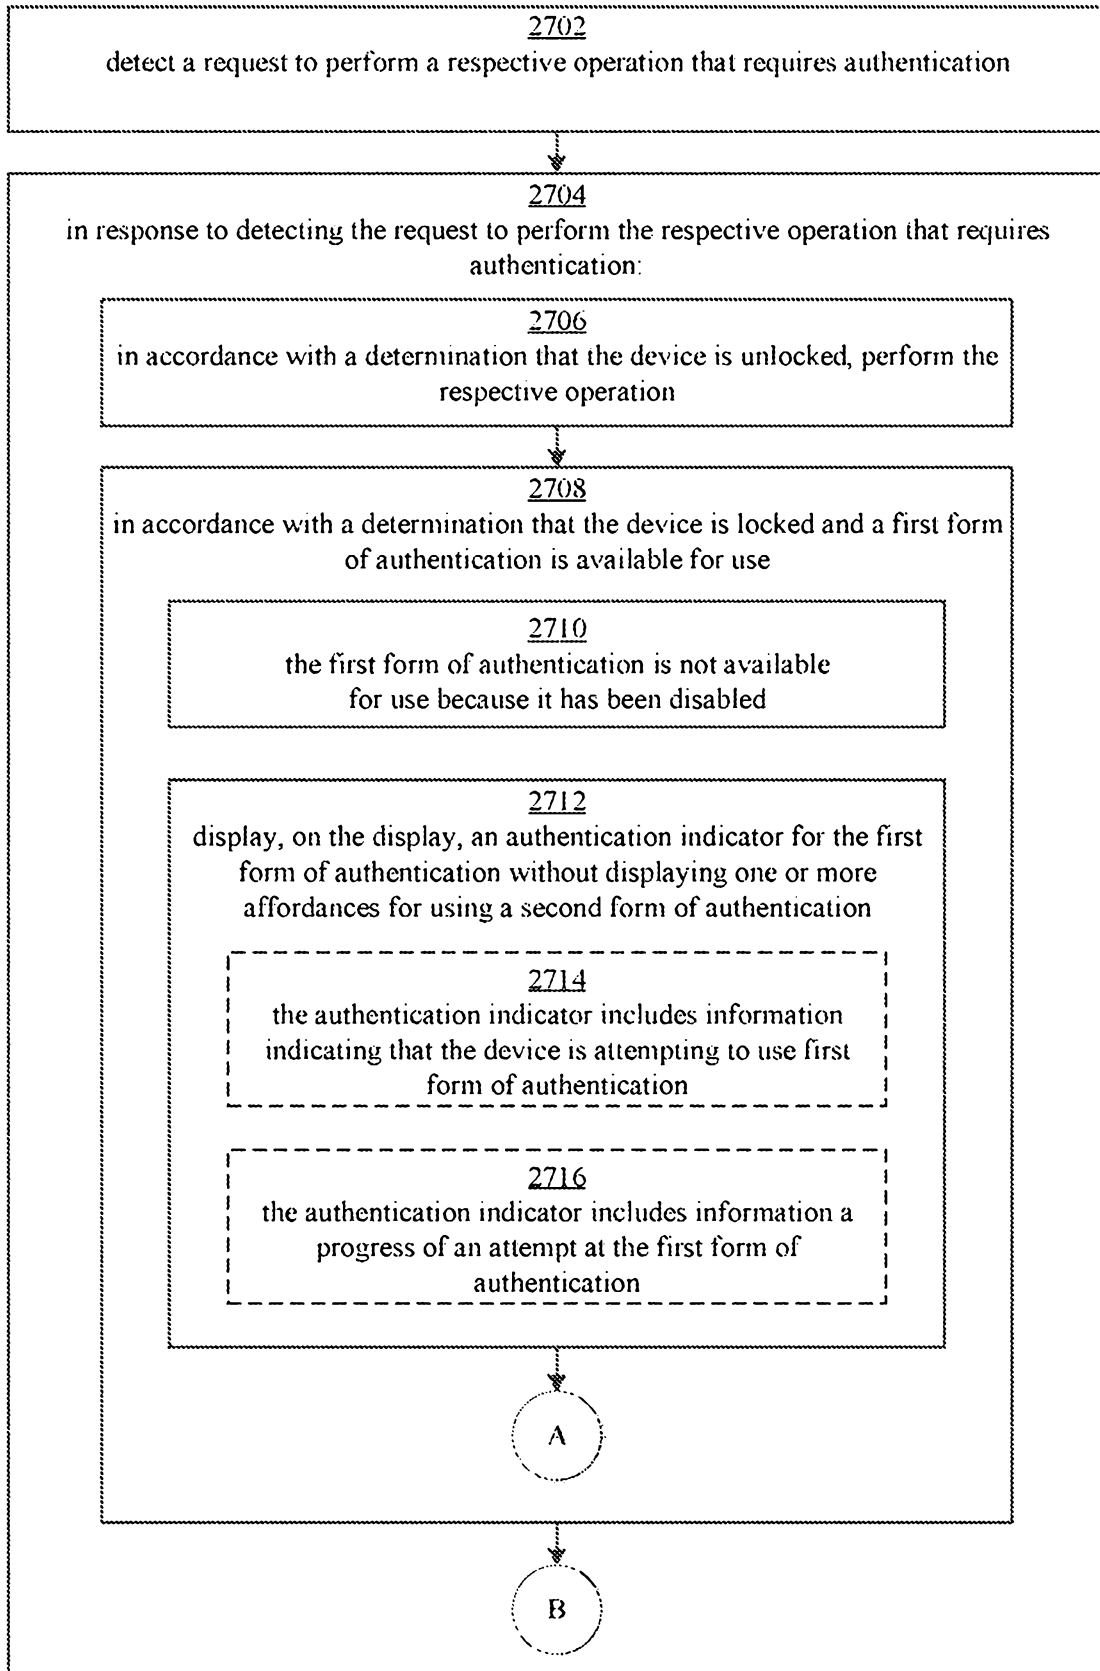 2702
detect a request to perform a respective operation that requires authentication
2704
in response to detecting the request to perform the respective operation that requires
authentication:
2706
in accordance with a determination that the device is unlocked, perform the
respective operation
2708
in accordance with a determination that the device is locked and a first form
of authentication is available for use
2710
the first form of authentication is not available
for use because it has been disabled
2712
display, on the display, an authentication indicator for the first
form of authentication without displaying one or more
affordances for using a second form of authentication
2714
the authentication indicator includes information
indicating that the device is attempting to use first
form of authentication
2716
the authentication indicator includes information a
progress of an attempt at the first form of
authentication
A
B